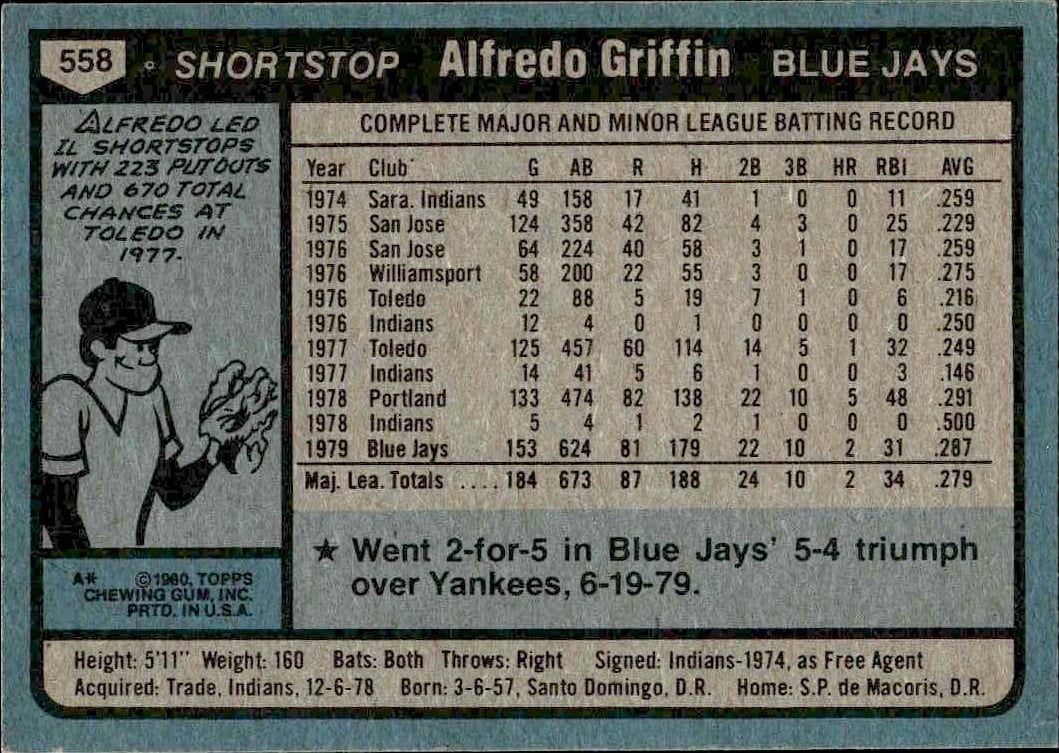 558 SHORTSTOP Alfredo Griffin BLUE JAYS
ALFREDO LED
IL SHORTSTOPS
WITH 223 PUTOUTS
AND 670 TOTAL
CHANCES AT
TOLEDO IN
1977.
COMPLETE MAJOR AND MINOR LEAGUE BATTING RECORD
Year Club G AB R H 2B 3B HR RBI AVG
1974 Sara. Indians 49 158 17 41 1 0 0 11 .259
1975 San Jose 124 358 42 82 4 3 0 25 .229
1976 San Jose 64 224 40 58 3 1 0 17 .259
1976 Williamsport 58 200 22 55 3 0 0 17 .275
1976 Toledo 22 88 5 19 7 1 0 6 .216
1976 Indians 12 4 0 1 0 0 0 0 .250
1977 Toledo 125 457 60 114 14 5 1 32 .249
1977 Indians 14 41 5 6 1 0 0 3 .146
1978 Portland 133 474 82 138 22 10 5 48 .291
1978 Indians 5 4 1 2 1 0 0 0 .500
1979 Blue Jays 153 624 81 179 22 10 2 31 .287
Maj. Lea. Totals .... 184 673 87 188 24 10 2 34 .279
★ Went 2-for-5 in Blue Jays' 5-4 triumph
over Yankees, 6-19-79.
A* ©1980, TOPPS
CHEWING GUM, INC.
PRTD. IN U.S.A.
Height: 5'11" Weight: 160 Bats: Both Throws: Right Signed: Indians-1974, as Free Agent
Acquired: Trade, Indians, 12-6-78 Born: 3-6-57, Santo Domingo, D.R. Home: S.P. de Macoris, D.R.